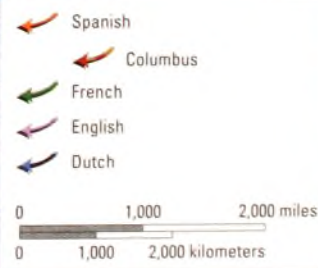 Spanish
Columbus
French
English
Dutch
0 1,000 2,000 miles
0 1,000 2,000 kilometers